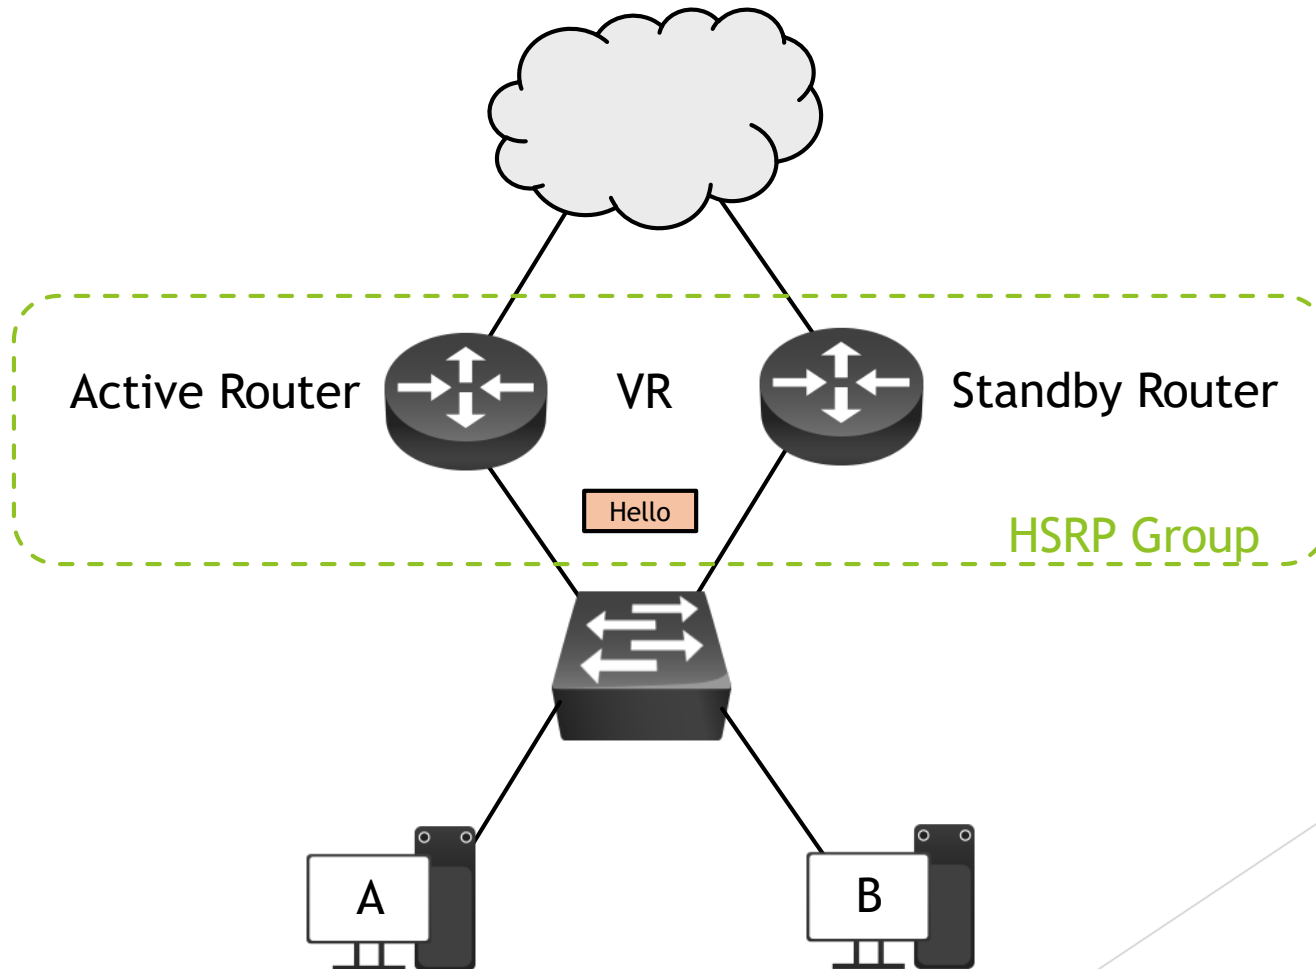 Active Router
VR
Standby Router
Hello
HSRP Group
A
B